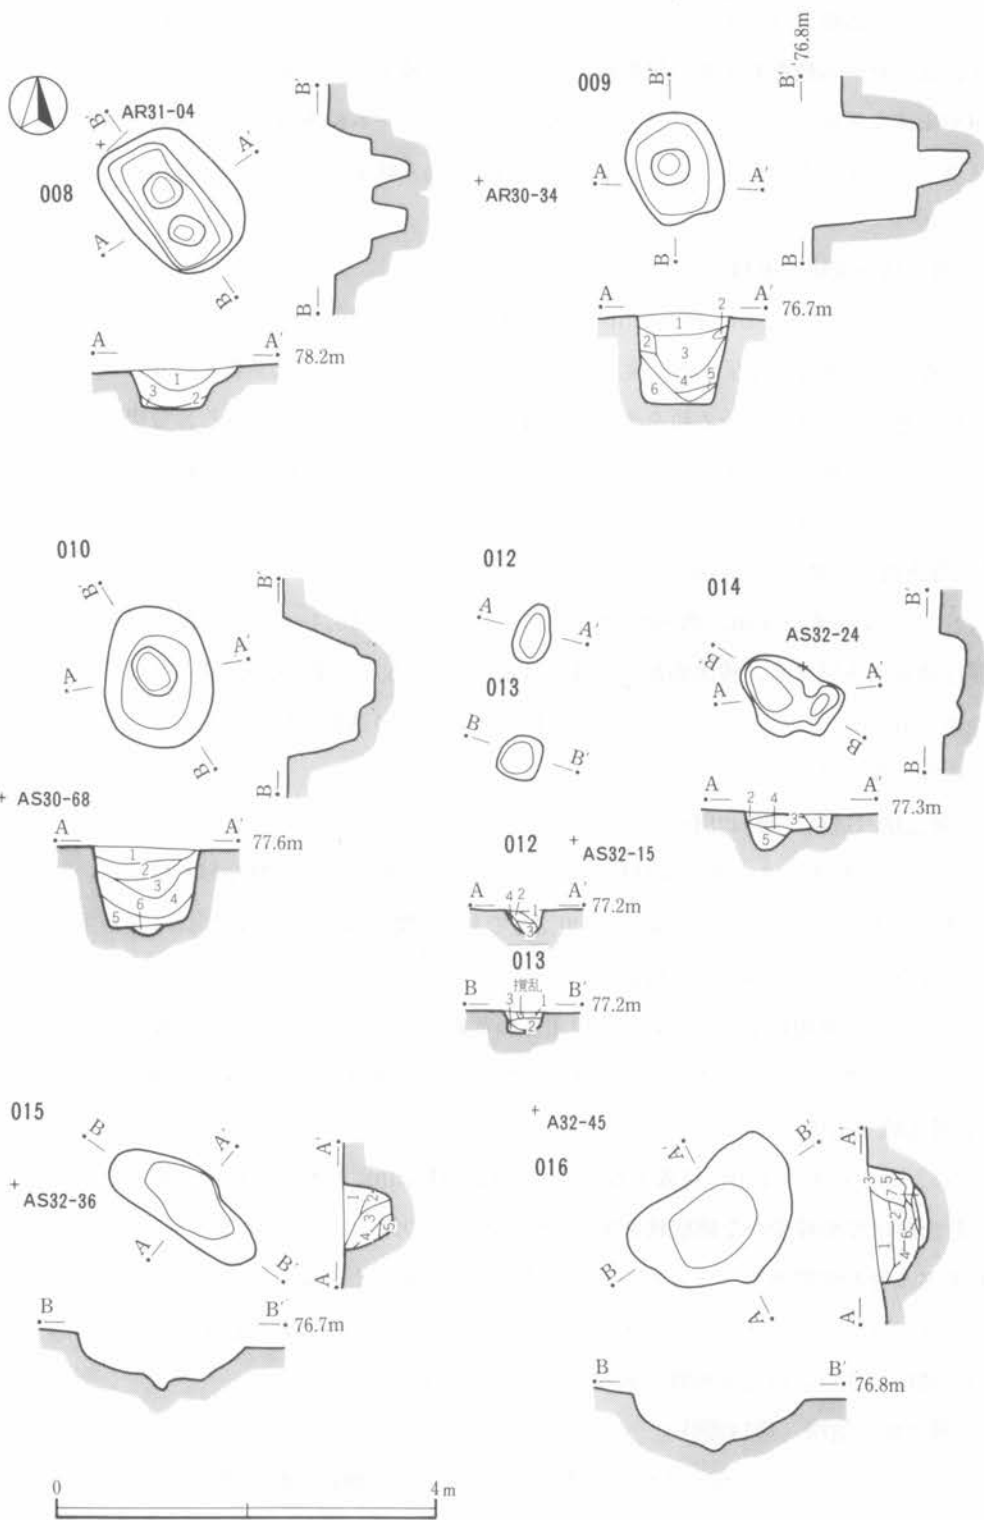 76.8m
009
B' B' B'
AR31-04
B'
A'
008
AR30-34
A A'
A
B B B B
A A' 76.7m
2
1
2 3
4 5
6
A A' 78.2m
1
3 2
010
012
014
B' B' B'
A A' AS32-24
B'
A A'
013
A A'
B B'
B B B
AS30-68
A A' 77.6m
1
2
3
4
5 6
012 AS32-15
A A' 77.2m
4 2 1
3
013
攪乱
B B' 77.2m
3 1
2
A A' 77.3m
2 4
3 1
5
015
A32-45
B A' A'
016
AS32-36
A
B'
A
1 2
3
4 5
B B' 76.7m
A' B' A'
B
A
A
3 5 1
7
2
1 4 6
B B' 76.8m
0 4m